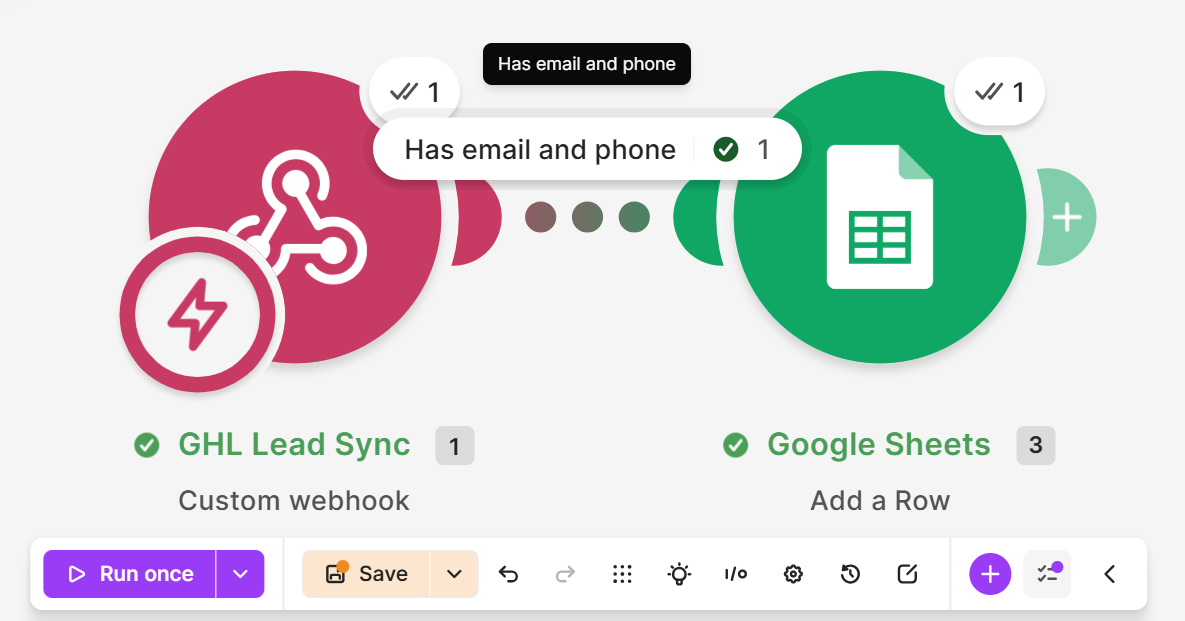 Has email and phone
1
1
Has email and phone 1
GHL Lead Sync 1
Google Sheets 3
Custom webhook
Add a Row
Run once
Save
I/O